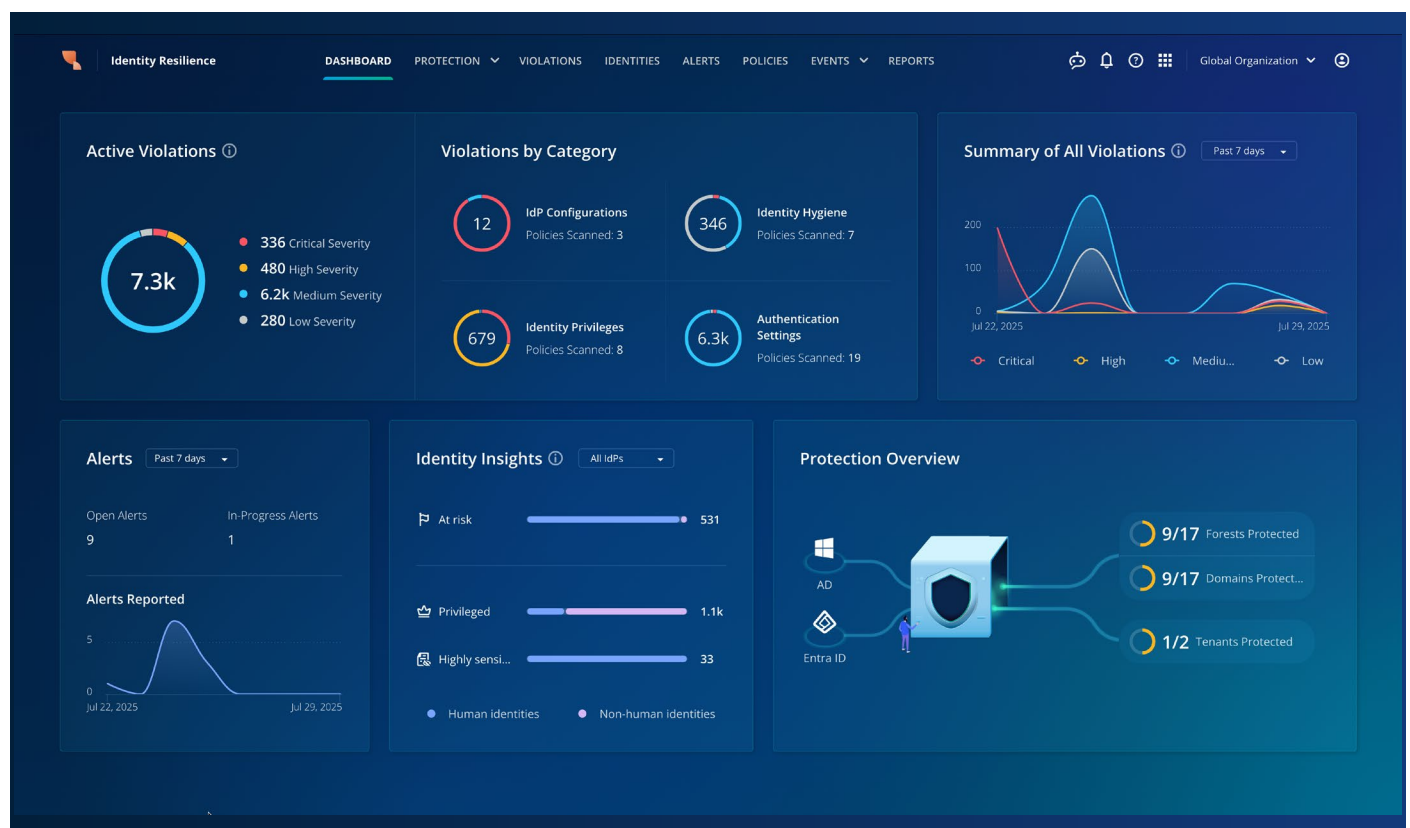 Identity Resilience
DASHBOARD
PROTECTION
VIOLATIONS
IDENTITIES
ALERTS
POLICIES
EVENTS
REPORTS
Global Organization
Active Violations
7.3k
336 Critical Severity
480 High Severity
6.2k Medium Severity
280 Low Severity
Violations by Category
12
IdP Configurations
Policies Scanned: 3
346
Identity Hygiene
Policies Scanned: 7
679
Identity Privileges
Policies Scanned: 8
6.3k
Authentication
Settings
Policies Scanned: 19
Summary of All Violations
Past 7 days
200
100
0
Jul 22, 2025
Jul 29, 2025
Critical
High
Mediu...
Low
Alerts
Past 7 days
Open Alerts
9
In-Progress Alerts
1
Alerts Reported
5
0
Jul 22, 2025
Jul 29, 2025
Identity Insights
All IdPs
At risk
531
Privileged
1.1k
Highly sensi...
33
Human identities
Non-human identities
Protection Overview
AD
Entra ID
9/17 Forests Protected
9/17 Domains Protect...
1/2 Tenants Protected